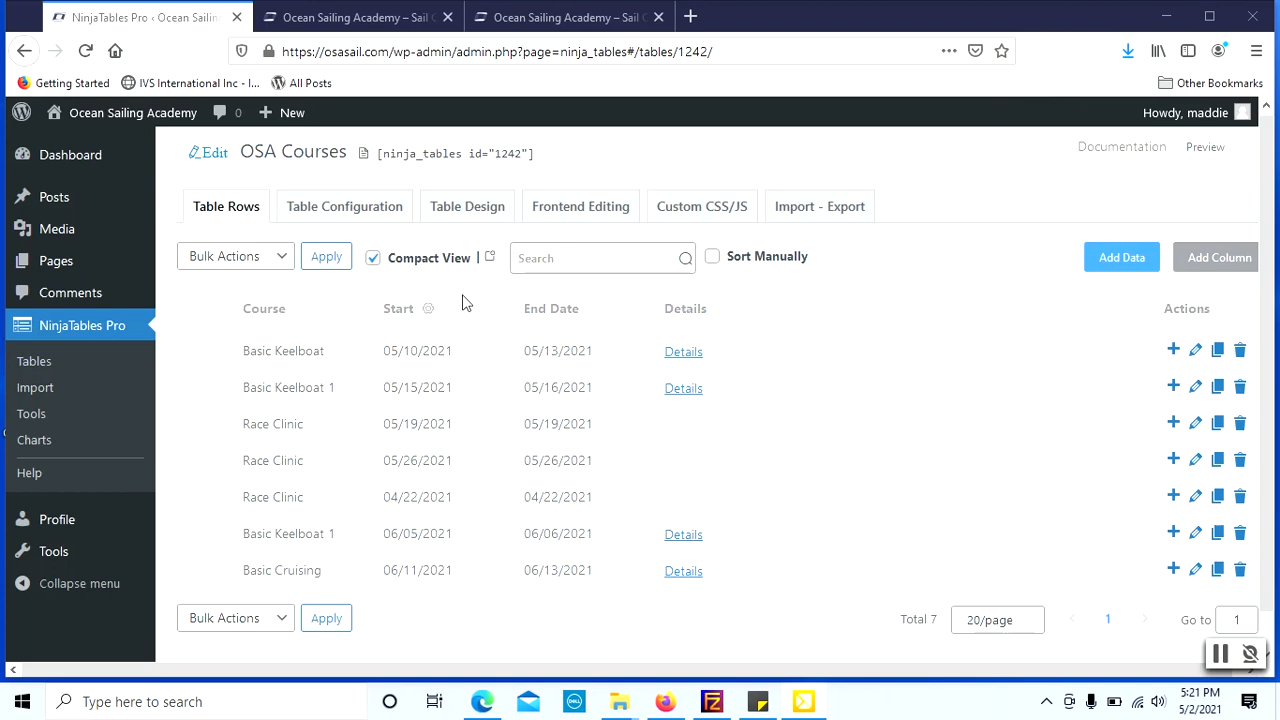 NinjaTables Pro ‹ Ocean Sailin
Ocean Sailing Academy – Sail C
Ocean Sailing Academy – Sail C
https://osasail.com/wp-admin/admin.php?page=ninja_tables#/tables/1242/
Getting Started
IVS International Inc - I...
All Posts
Other Bookmarks
Ocean Sailing Academy
0
New
Howdy, maddie
Dashboard
Posts
Media
Pages
Comments
NinjaTables Pro
Tables
Import
Tools
Charts
Help
Profile
Tools
Collapse menu
Edit OSA Courses [ninja_tables id="1242"]
Documentation Preview
Table Rows Table Configuration Table Design Frontend Editing Custom CSS/JS Import - Export
Bulk Actions Apply Compact View | Search Sort Manually Add Data Add Column
Course Start End Date Details Actions
Basic Keelboat 05/10/2021 05/13/2021 Details
Basic Keelboat 1 05/15/2021 05/16/2021 Details
Race Clinic 05/19/2021 05/19/2021
Race Clinic 05/26/2021 05/26/2021
Race Clinic 04/22/2021 04/22/2021
Basic Keelboat 1 06/05/2021 06/06/2021 Details
Basic Cruising 06/11/2021 06/13/2021 Details
Bulk Actions Apply Total 7 20/page 1 Go to 1
Type here to search
DELL
5:21 PM
5/2/2021